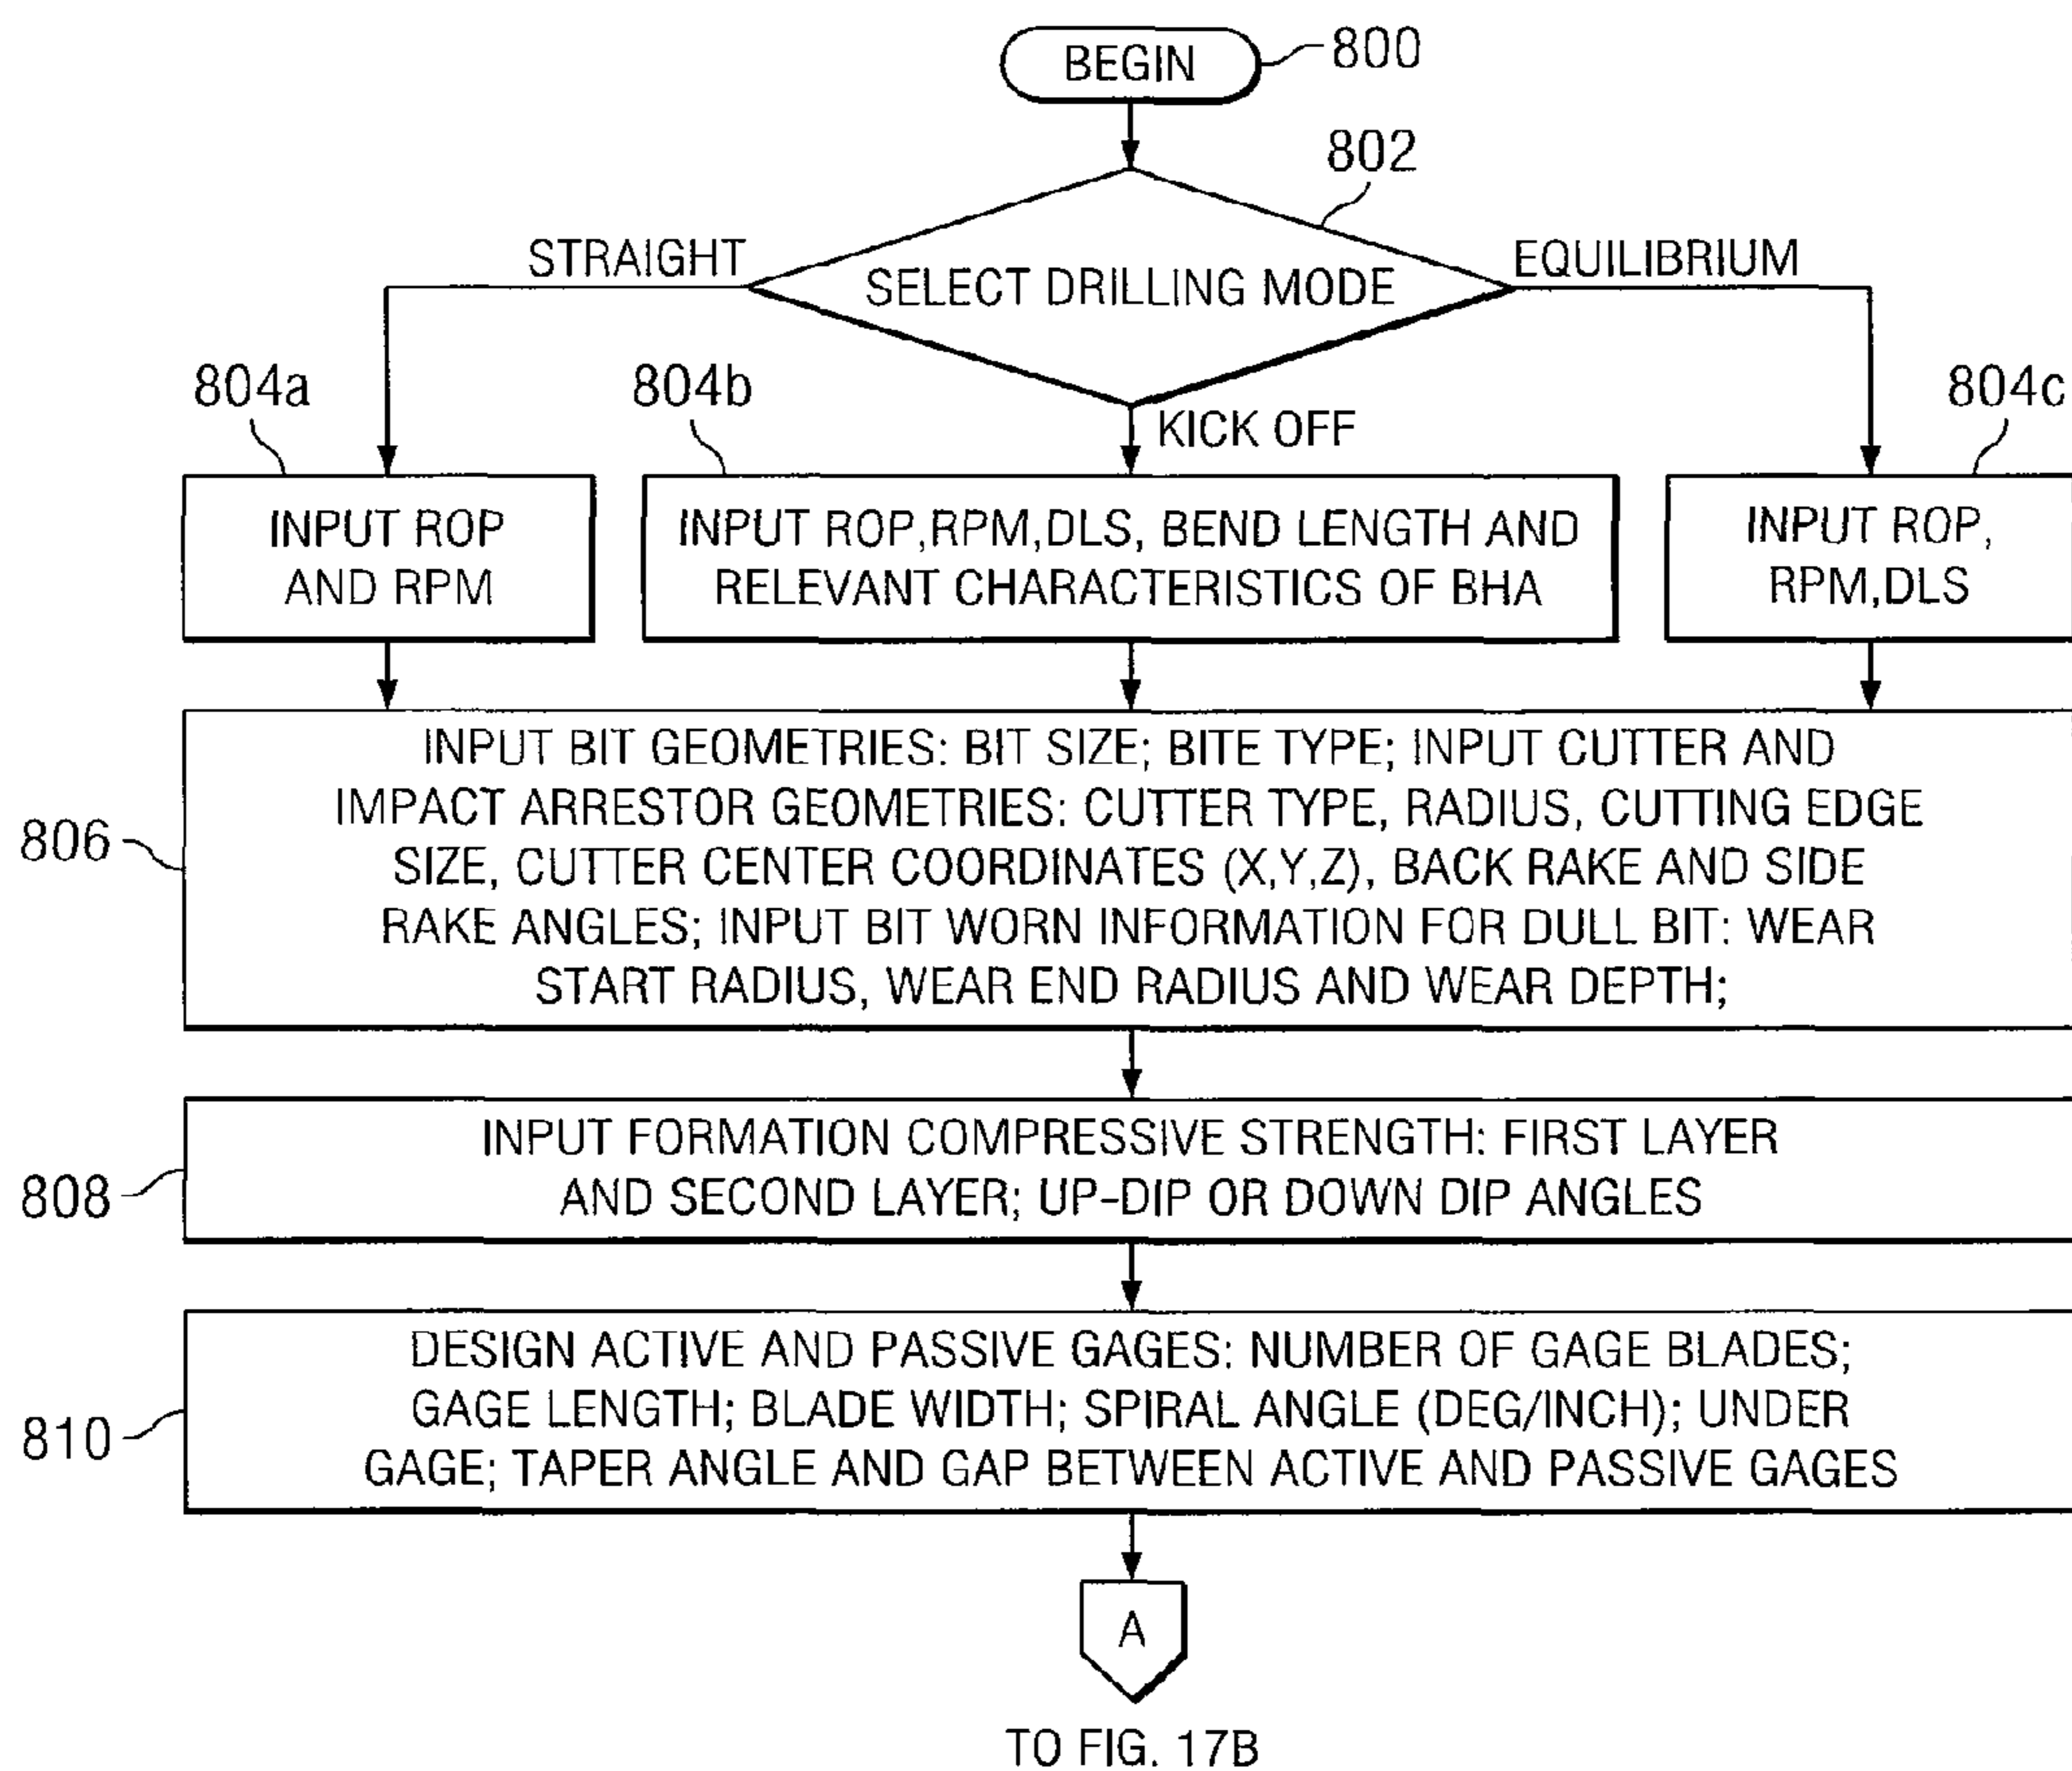 BEGIN
800
802
STRAIGHT
SELECT DRILLING MODE
EQUILIBRIUM
KICK OFF
804a
804b
804c
INPUT ROP
AND RPM
INPUT ROP,RPM,DLS, BEND LENGTH AND
RELEVANT CHARACTERISTICS OF BHA
INPUT ROP,
RPM,DLS
806
INPUT BIT GEOMETRIES: BIT SIZE; BITE TYPE; INPUT CUTTER AND
IMPACT ARRESTOR GEOMETRIES: CUTTER TYPE, RADIUS, CUTTING EDGE
SIZE, CUTTER CENTER COORDINATES (X,Y,Z), BACK RAKE AND SIDE
RAKE ANGLES; INPUT BIT WORN INFORMATION FOR DULL BIT: WEAR
START RADIUS, WEAR END RADIUS AND WEAR DEPTH;
808
INPUT FORMATION COMPRESSIVE STRENGTH: FIRST LAYER
AND SECOND LAYER; UP-DIP OR DOWN DIP ANGLES
810
DESIGN ACTIVE AND PASSIVE GAGES: NUMBER OF GAGE BLADES;
GAGE LENGTH; BLADE WIDTH; SPIRAL ANGLE (DEG/INCH); UNDER
GAGE; TAPER ANGLE AND GAP BETWEEN ACTIVE AND PASSIVE GAGES
A
TO FIG. 17B